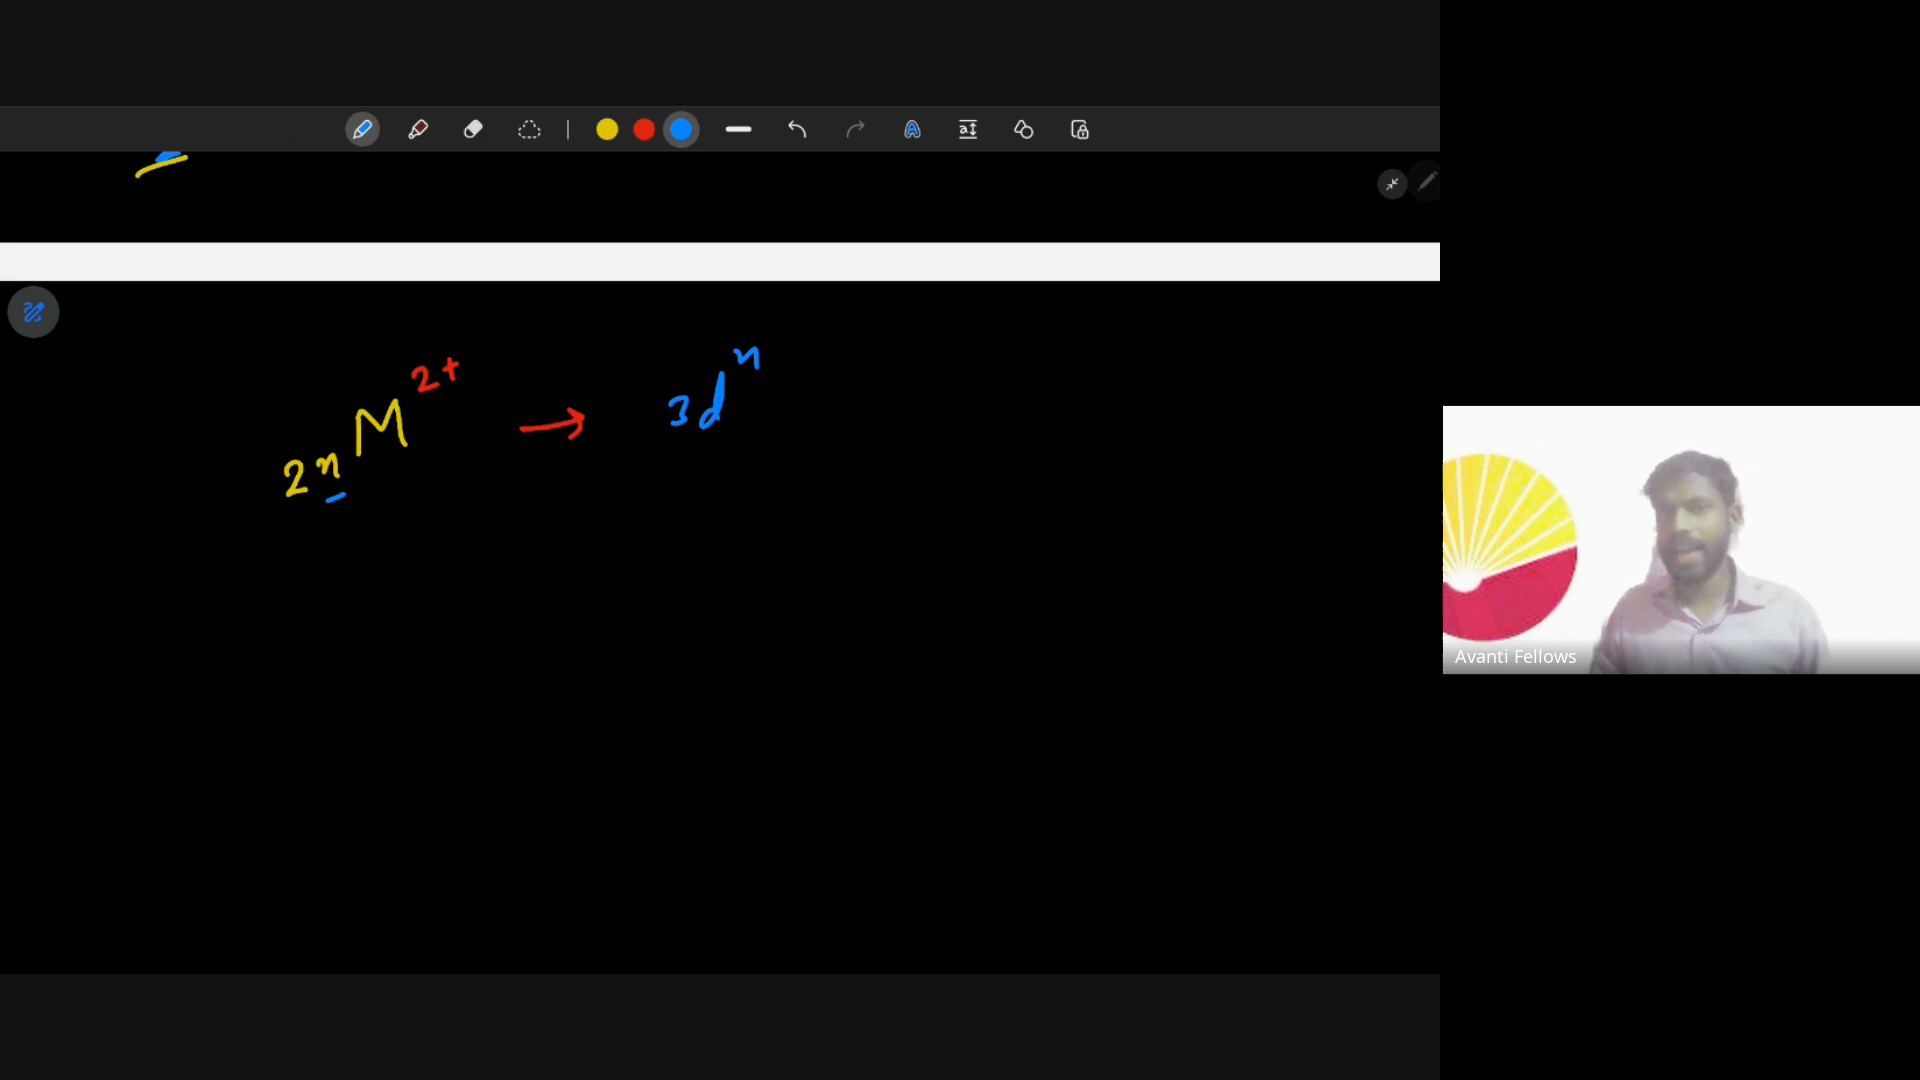 2n M 2+ → 3d n
Avanti Fellows